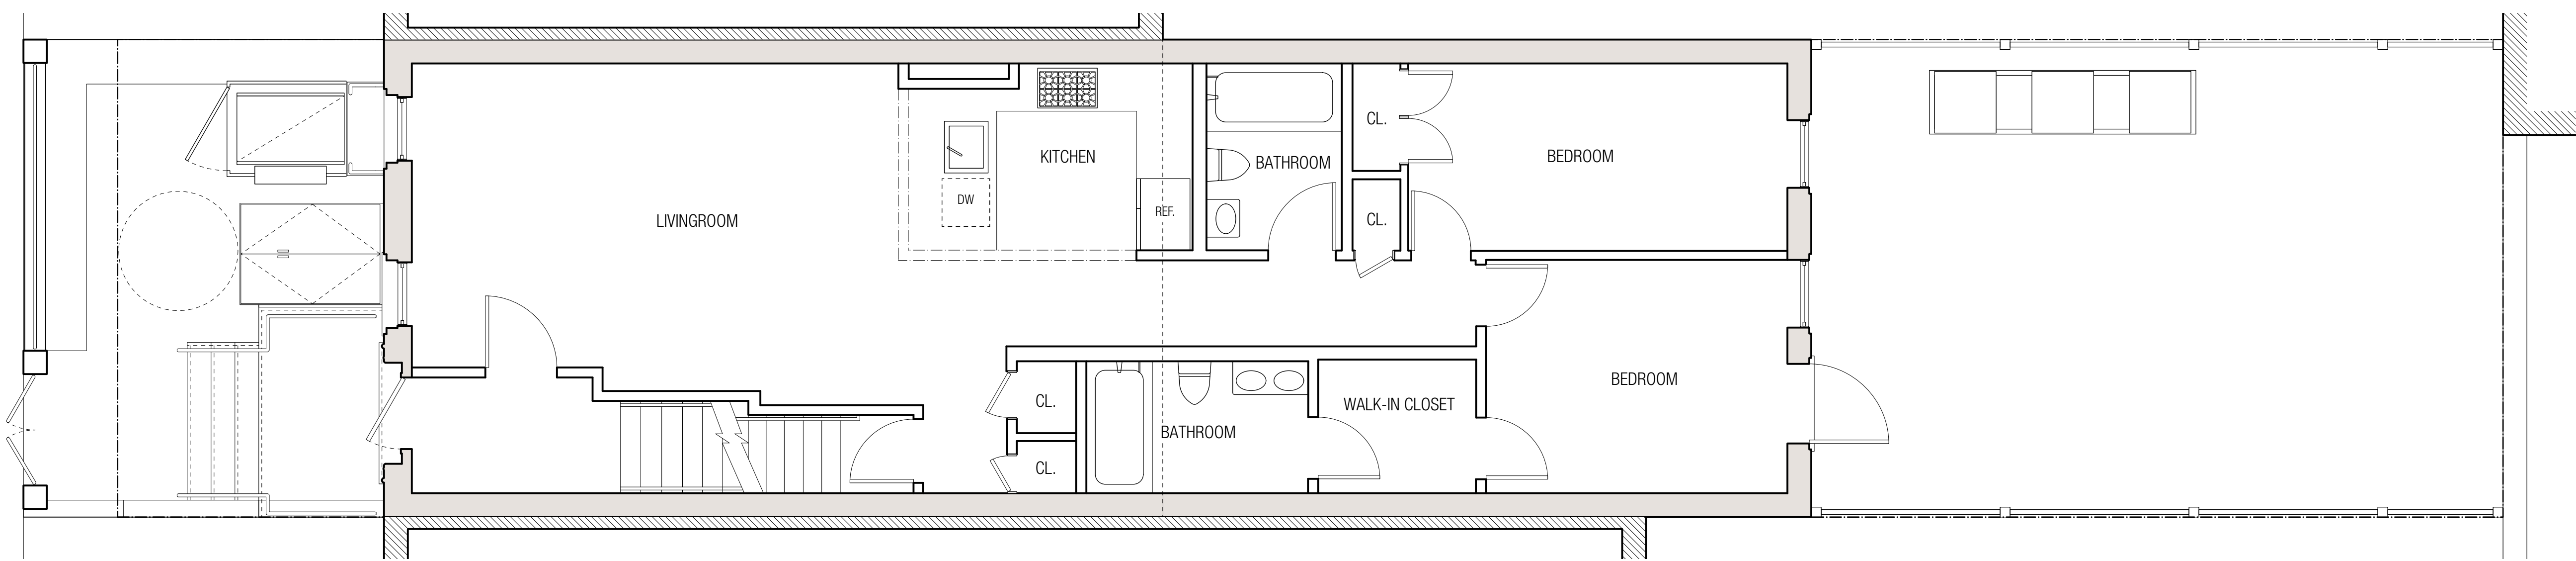 LIVINGROOM
KITCHEN
DW
REF.
BATHROOM
CL.
CL.
BEDROOM
BEDROOM
WALK-IN CLOSET
BATHROOM
CL.
CL.